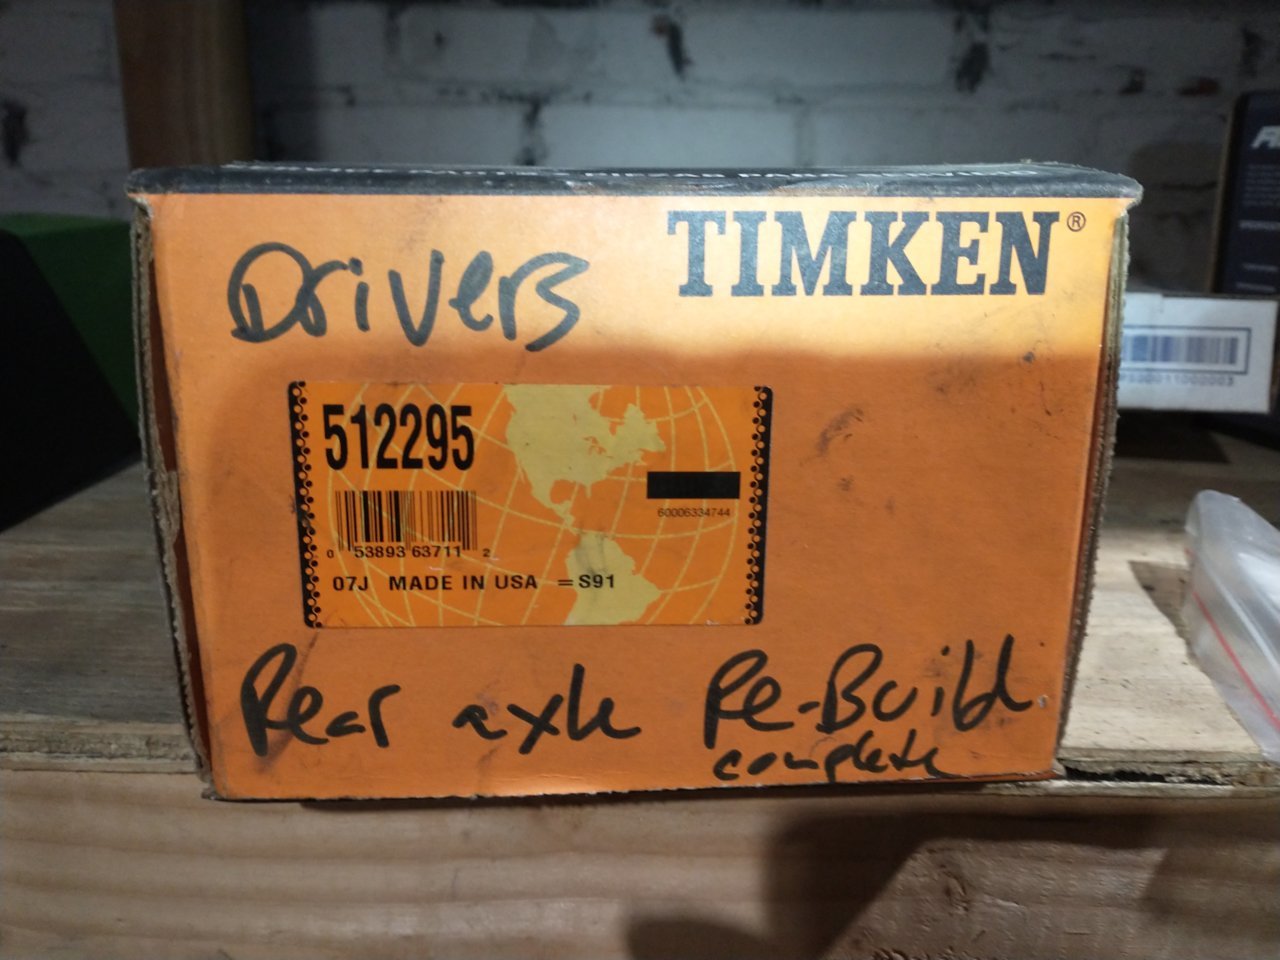 Drivers
TIMKEN®
512295
60006334744
0 53893 63711 2
07J MADE IN USA =S91
Rear axle Re-Build
complete